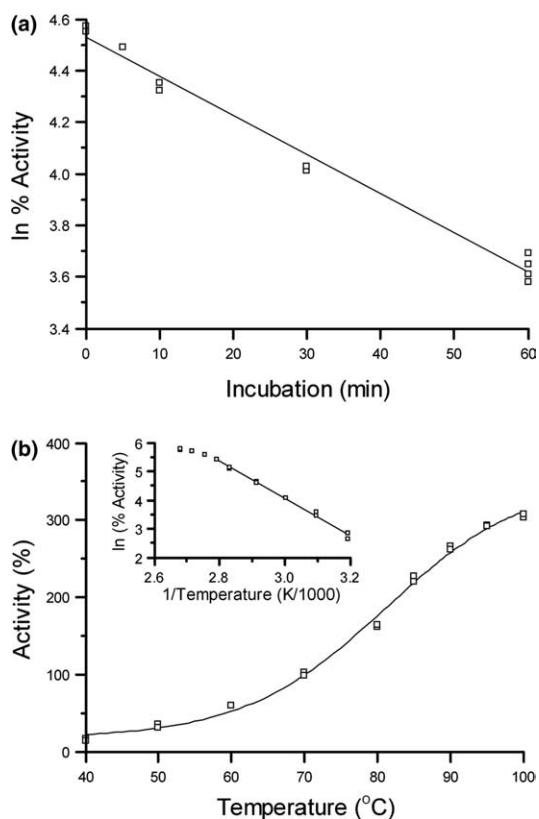 (a)
4.6
4.4
4.2
4.0
3.8
3.6
3.4
ln % Activity
0 10 20 30 40 50 60
Incubation (min)
(b)
400
300
200
100
0
Activity (%)
6
5
4
3
2
ln (% Activity)
2.6 2.8 3.0 3.2
1/Temperature (K/1000)
40 50 60 70 80 90 100
Temperature (°C)